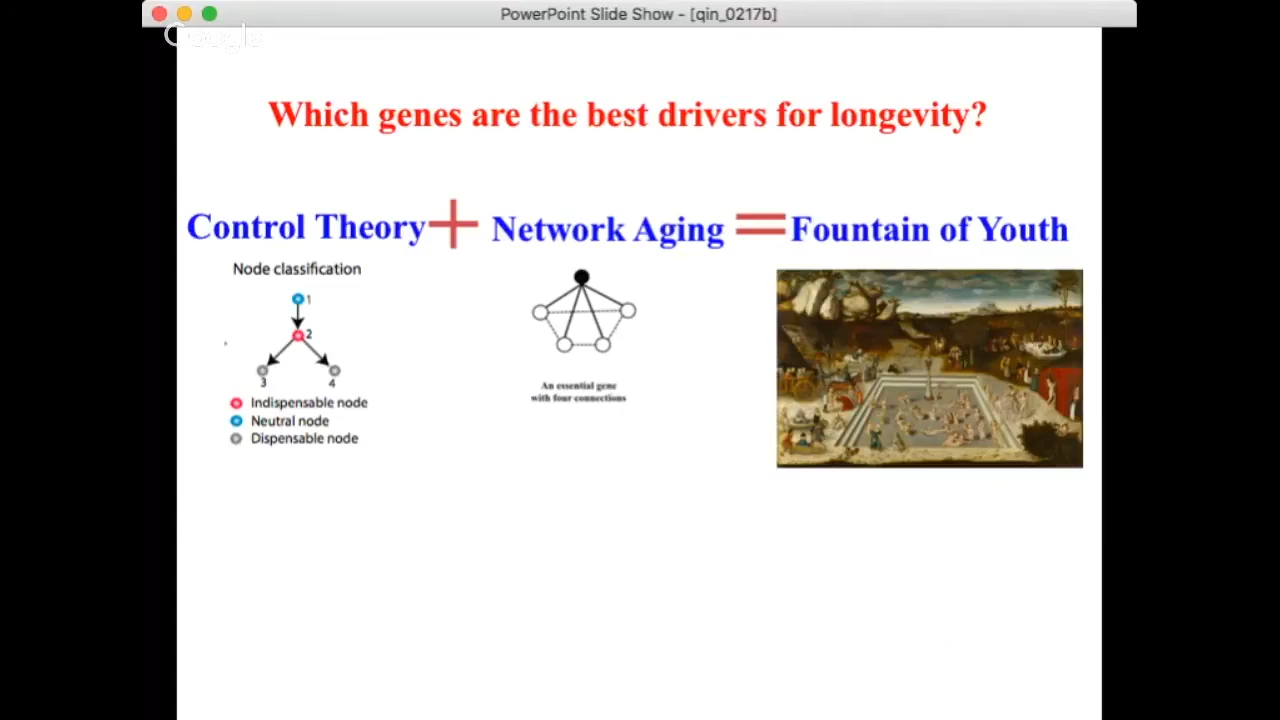 PowerPoint Slide Show - [qin_0217b]
Google
Which genes are the best drivers for longevity?
Control Theory + Network Aging = Fountain of Youth
Node classification
1
2
3 4
Indispensable node
Neutral node
Dispensable node
An essential gene
with four connections